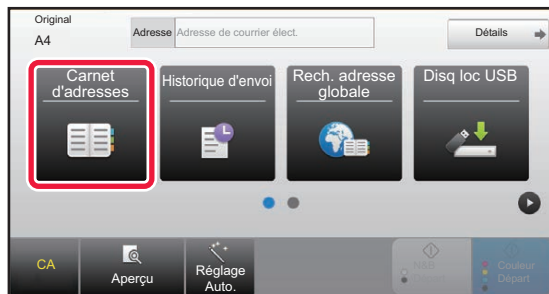 Original
A4
Adresse
Adresse de courrier élect.
Détails
Carnet
d'adresses
Historique d'envoi
Rech. adresse
globale
Disq loc USB
CA
Aperçu
Réglage
Auto.
N&B
Départ
Couleur
Départ